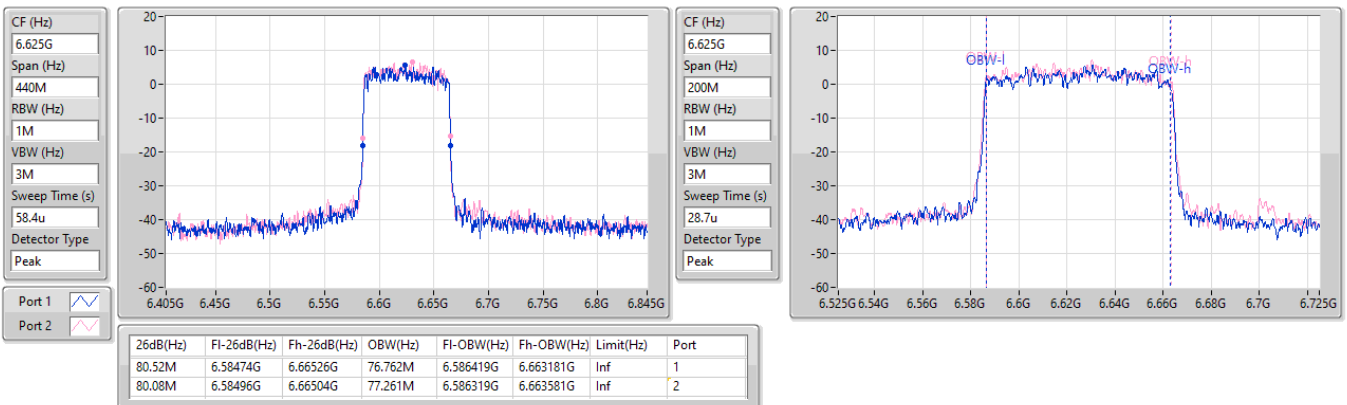 CF (Hz)
6.625G
Span (Hz)
440M
RBW (Hz)
1M
VBW (Hz)
3M
Sweep Time (s)
58.4u
Detector Type
Peak
20
10
0
-10
-20
-30
-40
-50
-60
6.405G 6.45G 6.5G 6.55G 6.6G 6.65G 6.7G 6.75G 6.8G 6.845G
CF (Hz)
6.625G
Span (Hz)
200M
RBW (Hz)
1M
VBW (Hz)
3M
Sweep Time (s)
28.7u
Detector Type
Peak
20
10
0
-10
-20
-30
-40
-50
-60
OBW-l
OBW-h
6.525G 6.54G 6.56G 6.58G 6.6G 6.62G 6.64G 6.66G 6.68G 6.7G 6.725G
Port 1
Port 2
26dB(Hz) Fl-26dB(Hz) Fh-26dB(Hz) OBW(Hz) Fl-OBW(Hz) Fh-OBW(Hz) Limit(Hz) Port
80.52M 6.58474G 6.66526G 76.762M 6.586419G 6.663181G Inf 1
80.08M 6.58496G 6.66504G 77.261M 6.586319G 6.663581G Inf 2